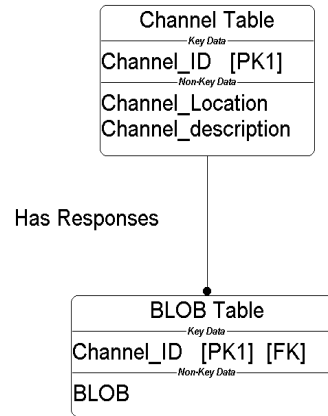 Channel Table
Key Data
Channel_ID [PK1]
Non-Key Data
Channel_Location
Channel_description
Has Responses
BLOB Table
Key Data
Channel_ID [PK1] [FK]
Non-Key Data
BLOB